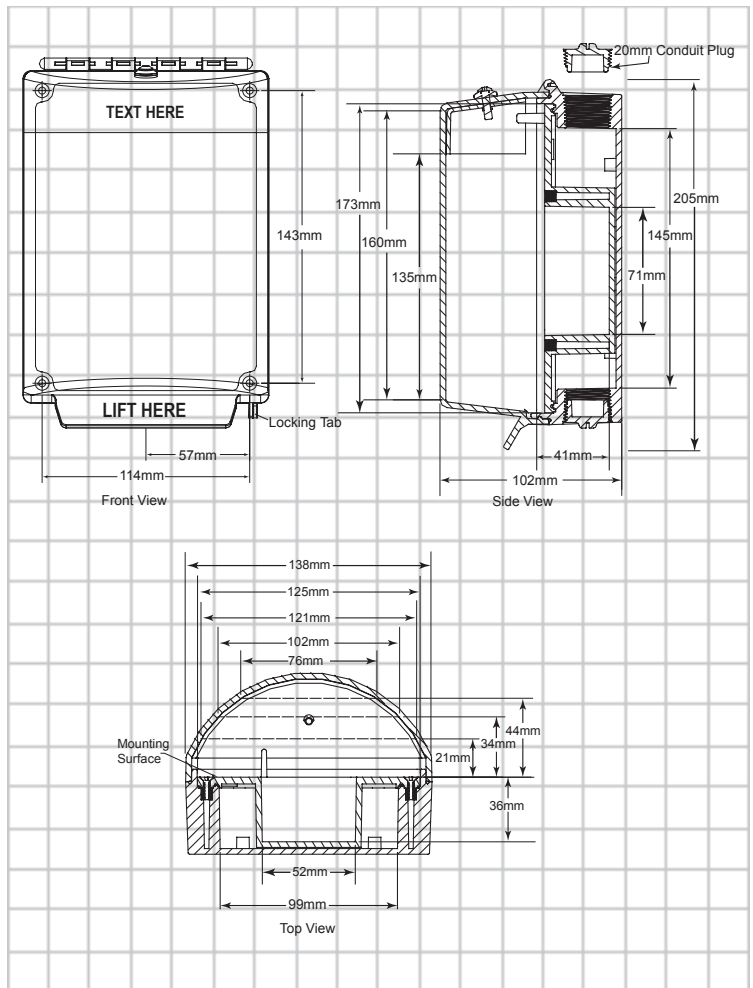 20mm Conduit Plug
TEXT HERE
173mm
205mm
143mm
160mm
145mm
135mm
71mm
LIFT HERE
Locking Tab
57mm
41mm
114mm
102mm
Front View
Side View
138mm
125mm
121mm
102mm
76mm
44mm
34mm
21mm
Mounting
Surface
36mm
52mm
99mm
Top View